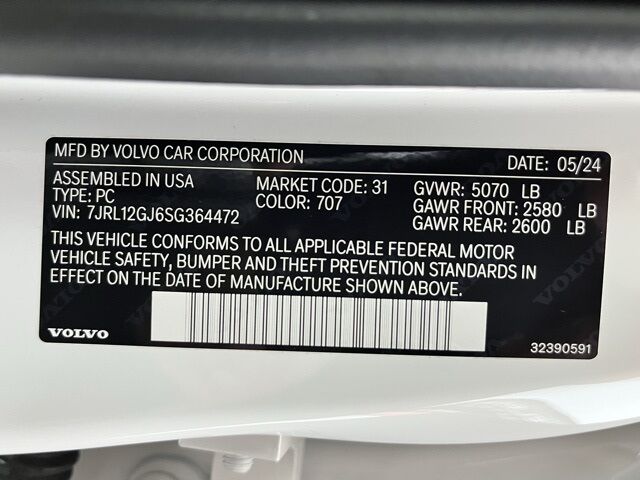 MFD BY VOLVO CAR CORPORATION DATE: 05/24
ASSEMBLED IN USA MARKET CODE: 31 GVWR: 5070 LB
TYPE: PC COLOR: 707 GAWR FRONT: 2580 LB
VIN: 7JRL12GJ6SG364472 GAWR REAR: 2600 LB
THIS VEHICLE CONFORMS TO ALL APPLICABLE FEDERAL MOTOR
VEHICLE SAFETY, BUMPER AND THEFT PREVENTION STANDARDS IN
EFFECT ON THE DATE OF MANUFACTURE SHOWN ABOVE.
VOLVO 32390591